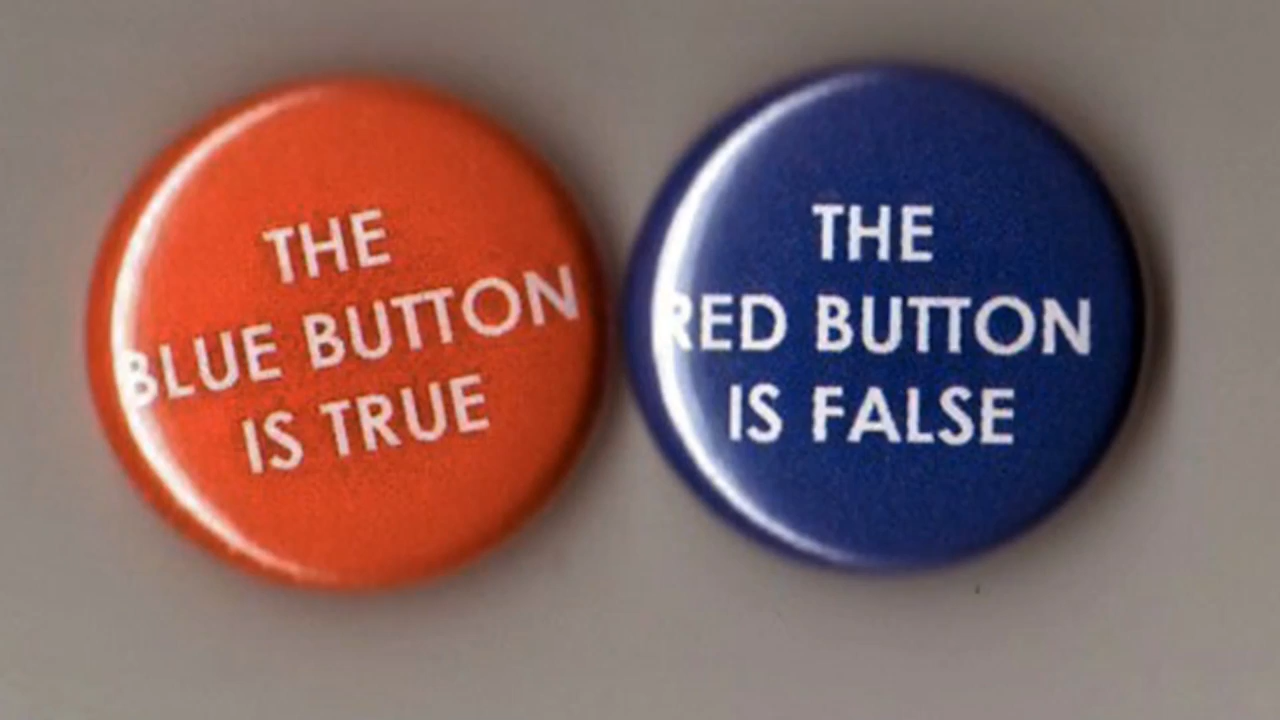 THE
BLUE BUTTON
IS TRUE
THE
RED BUTTON
IS FALSE